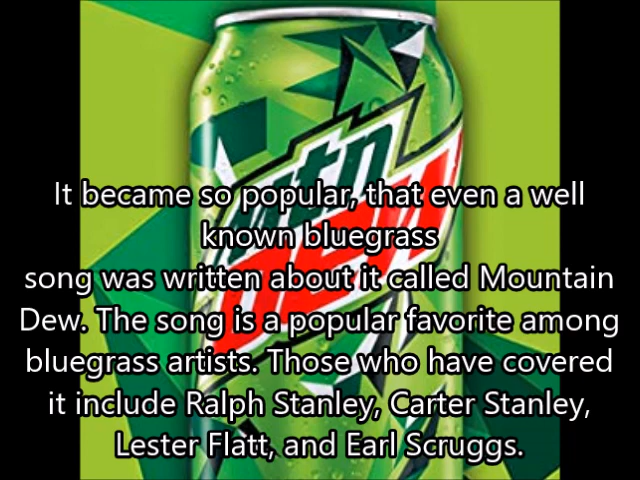 mtn
DEW
It became so popular, that even a well
known bluegrass
song was written about it called Mountain
Dew. The song is a popular favorite among
bluegrass artists. Those who have covered
it include Ralph Stanley, Carter Stanley,
Lester Flatt, and Earl Scruggs.